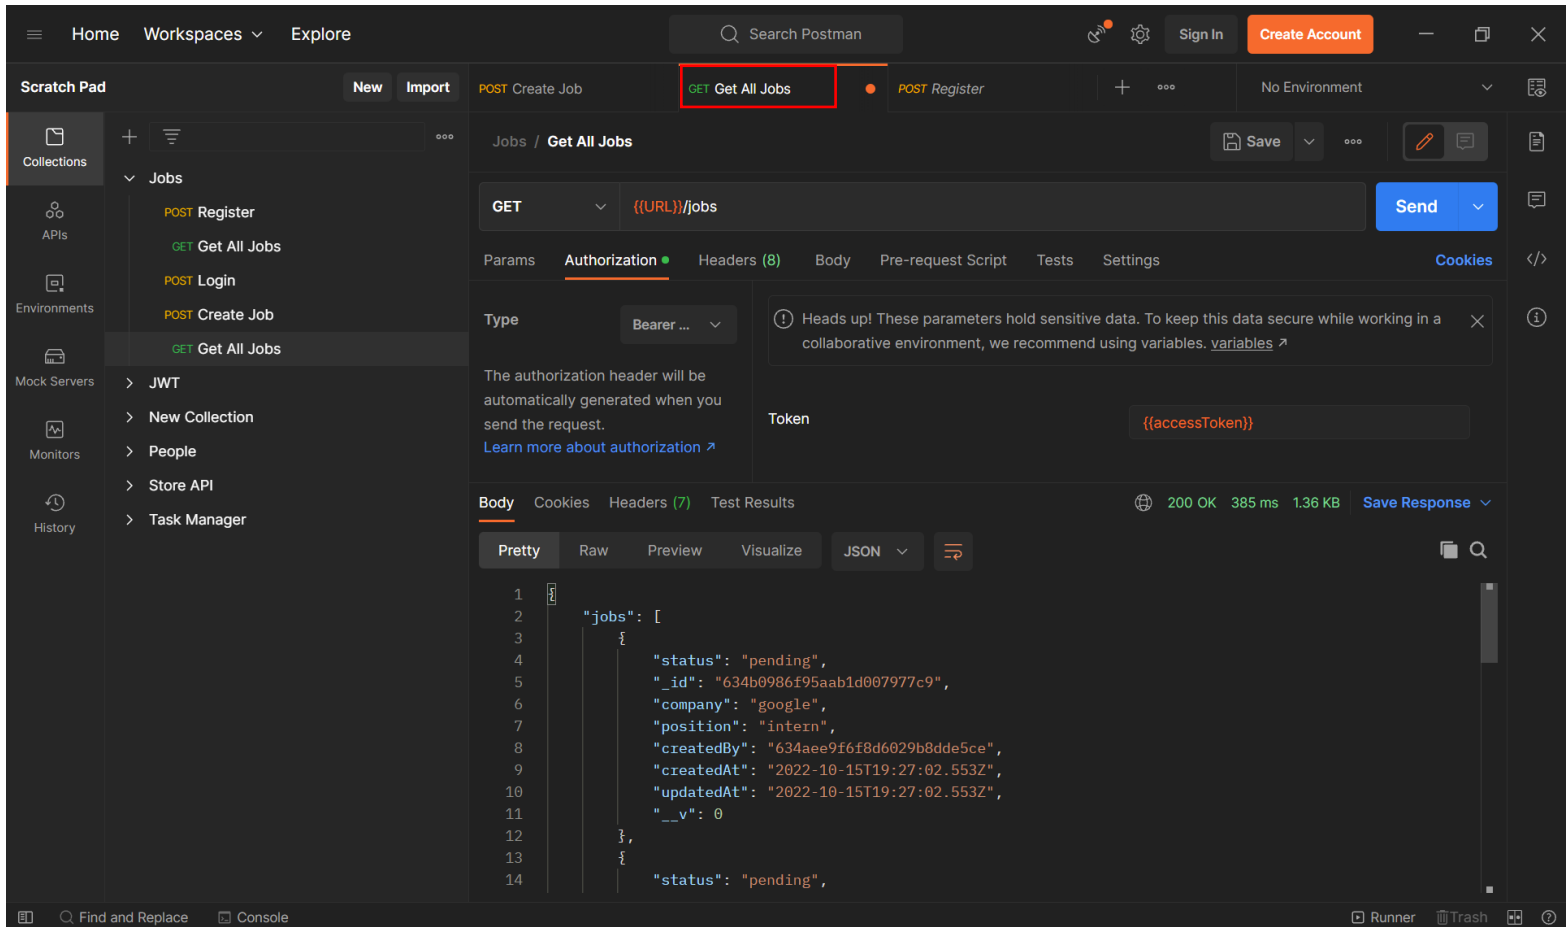 Home Workspaces Explore Search Postman Sign In Create Account
Scratch Pad New Import POST Create Job GET Get All Jobs POST Register No Environment
Collections
Jobs / Get All Jobs Save
Jobs
POST Register
GET {{URL}}/jobs Send
APIs
GET Get All Jobs
Params Authorization Headers (8) Body Pre-request Script Tests Settings Cookies
POST Login
Environments
POST Create Job
Type Bearer ...
Heads up! These parameters hold sensitive data. To keep this data secure while working in a
collaborative environment, we recommend using variables. variables
GET Get All Jobs
Mock Servers
JWT
The authorization header will be
automatically generated when you
send the request.
Learn more about authorization
Token {{accessToken}}
New Collection
Monitors
People
Store API
History
Task Manager
Body Cookies Headers (7) Test Results 200 OK 385 ms 1.36 KB Save Response
Pretty Raw Preview Visualize JSON
1 {
2 "jobs": [
3 {
4 "status": "pending",
5 "_id": "634b0986f95aab1d007977c9",
6 "company": "google",
7 "position": "intern",
8 "createdBy": "634aee9f6f8d6029b8dde5ce",
9 "createdAt": "2022-10-15T19:27:02.553Z",
10 "updatedAt": "2022-10-15T19:27:02.553Z",
11 "__v": 0
12 },
13 {
14 "status": "pending",
Find and Replace Console Runner Trash